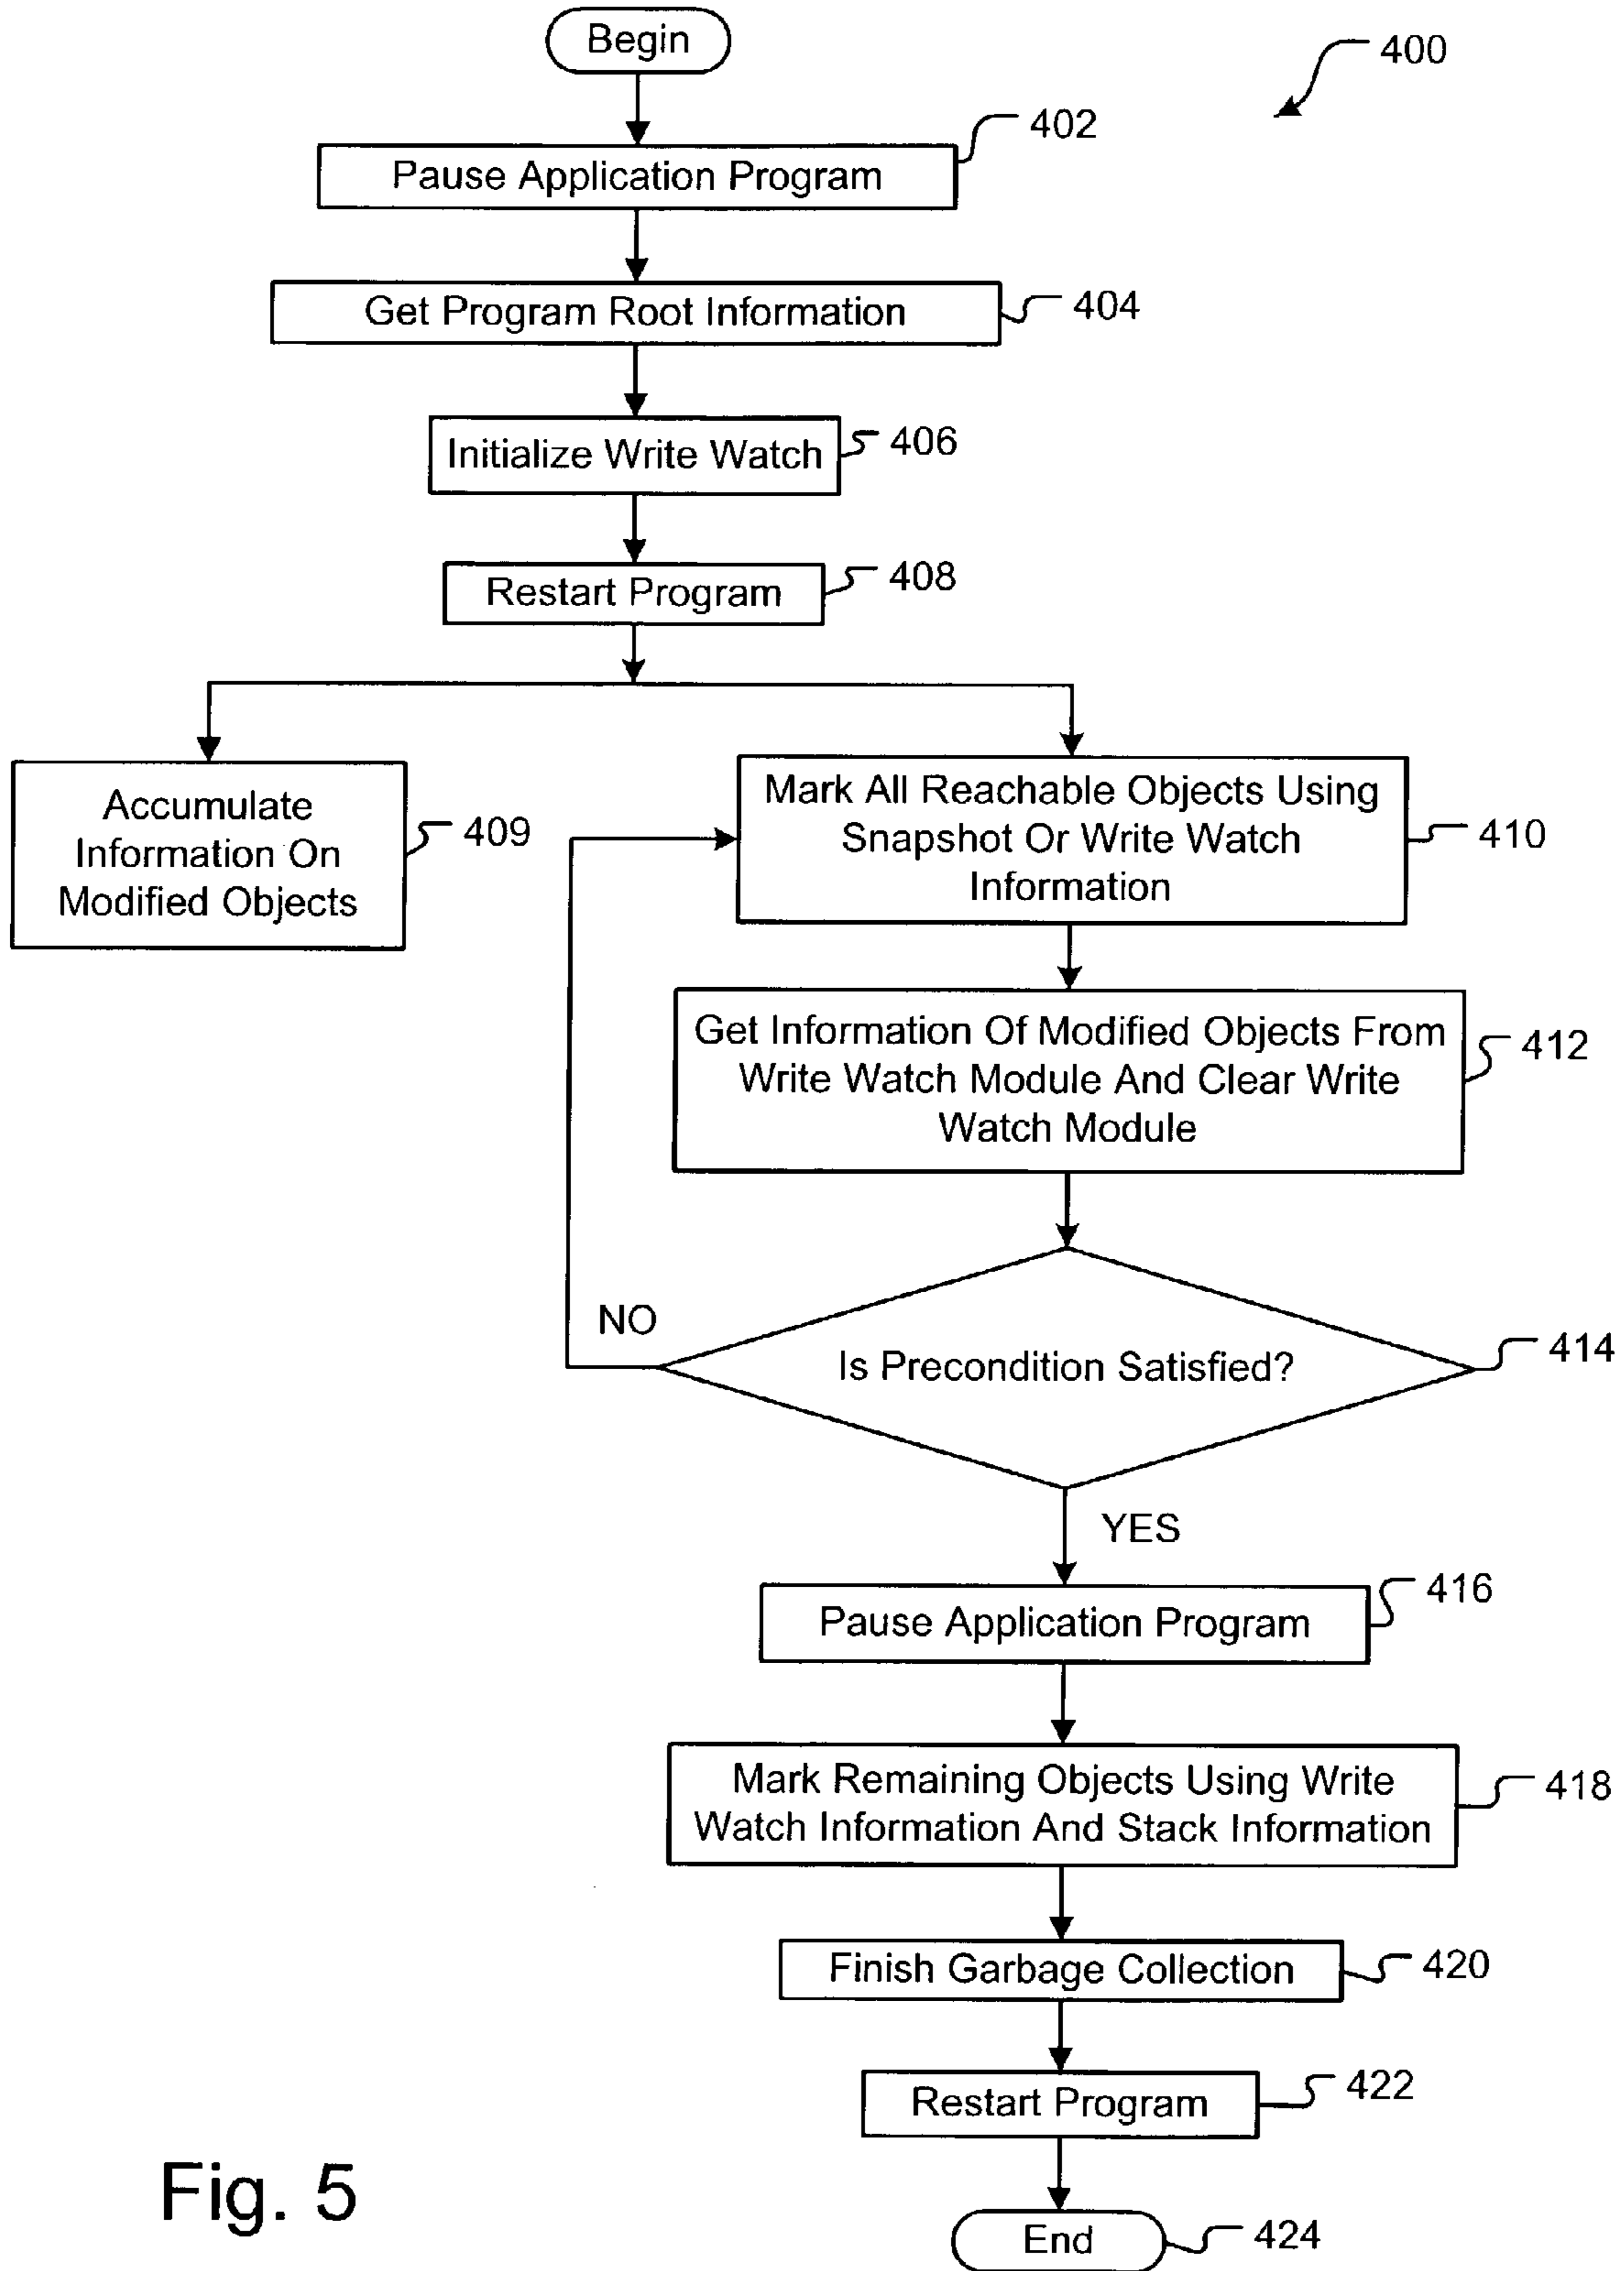 Begin
400
402
Pause Application Program
Get Program Root Information
404
Initialize Write Watch
406
Restart Program
408
Accumulate
Information On
Modified Objects
409
Mark All Reachable Objects Using
Snapshot Or Write Watch
Information
410
Get Information Of Modified Objects From
Write Watch Module And Clear Write
Watch Module
412
NO
Is Precondition Satisfied?
414
YES
Pause Application Program
416
Mark Remaining Objects Using Write
Watch Information And Stack Information
418
Finish Garbage Collection
420
Restart Program
422
End
424
Fig. 5